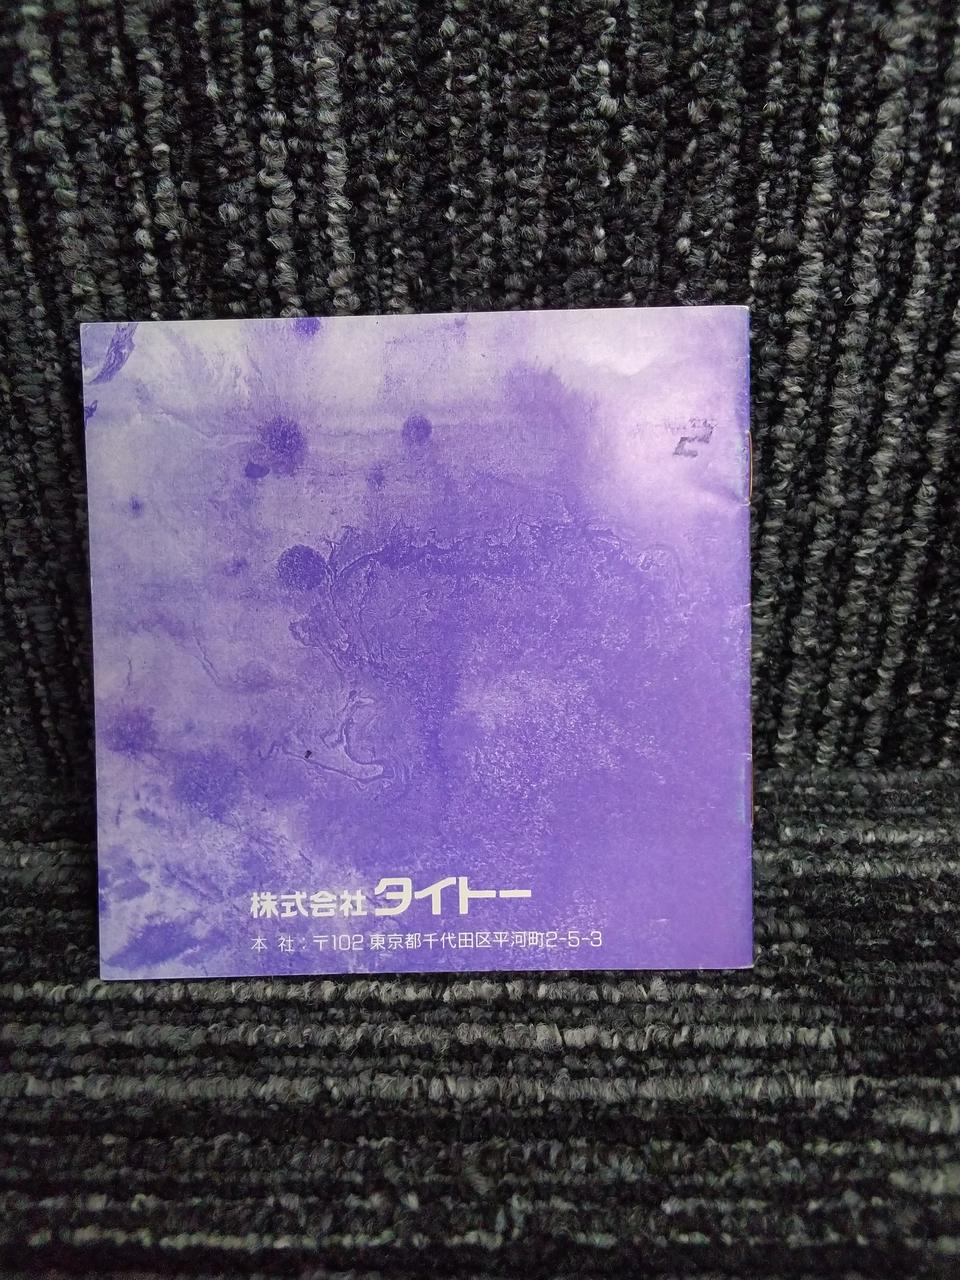 2
株式会社 タイトー
本 社:〒102 東京都千代田区平河町2-5-3